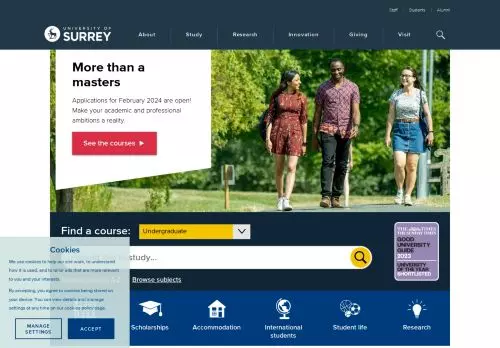 Staff Students Alumni
UNIVERSITY OF
SURREY
About Study Research Innovation Giving Visit
More than a
masters
Applications for February 2024 are open!
Make your academic and professional
ambitions a reality.
See the courses
Find a course: Undergraduate
study...
Browse subjects
THE TIMES
THE SUNDAY TIMES
GOOD
UNIVERSITY
GUIDE
2023
UNIVERSITY
OF THE YEAR
SHORTLISTED
Cookies
We use cookies to help our site work, to understand
how it is used, and to tailor ads that are more relevant
to you and your interests.
By accepting, you agree to cookies being stored on
your device. You can view details and manage
settings at any time on our cookies policy page.
MANAGE
SETTINGS
ACCEPT
Scholarships
Accommodation
International
students
Student life
Research